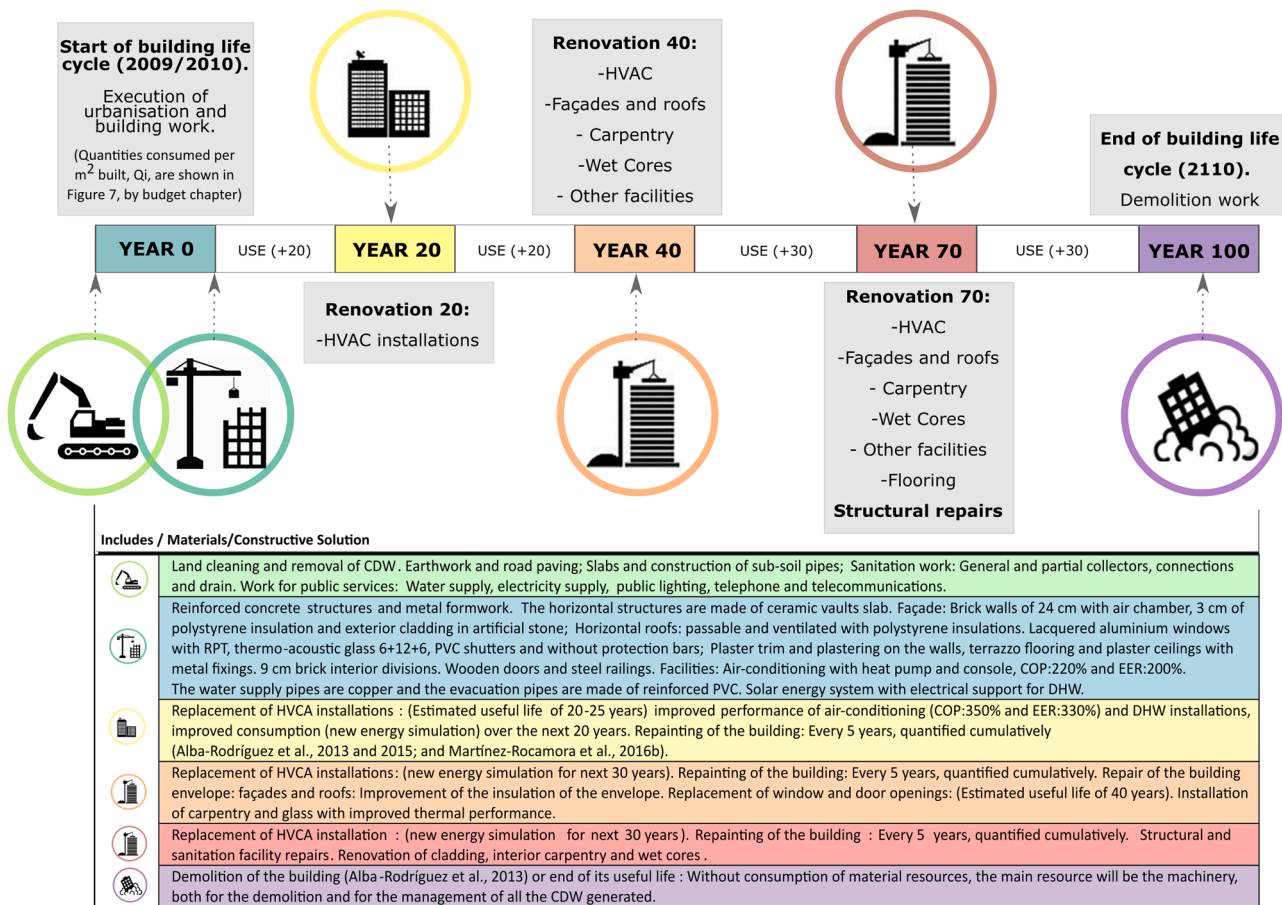 Start of building life
cycle (2009/2010).
Execution of
urbanisation and
building work.
(Quantities consumed per
m² built, Qi, are shown in
Figure 7, by budget chapter)
Renovation 40:
-HVAC
-Façades and roofs
- Carpentry
-Wet Cores
- Other facilities
End of building life
cycle (2110).
Demolition work
YEAR 0
USE (+20)
YEAR 20
USE (+20)
YEAR 40
USE (+30)
YEAR 70
USE (+30)
YEAR 100
Renovation 20:
-HVAC installations
Renovation 70:
-HVAC
-Façades and roofs
- Carpentry
-Wet Cores
- Other facilities
-Flooring
Structural repairs
Includes / Materials/Constructive Solution
Land cleaning and removal of CDW. Earthwork and road paving; Slabs and construction of sub-soil pipes; Sanitation work: General and partial collectors, connections
and drain. Work for public services: Water supply, electricity supply, public lighting, telephone and telecommunications.
Reinforced concrete structures and metal formwork. The horizontal structures are made of ceramic vaults slab. Façade: Brick walls of 24 cm with air chamber, 3 cm of
polystyrene insulation and exterior cladding in artificial stone; Horizontal roofs: passable and ventilated with polystyrene insulations. Lacquered aluminium windows
with RPT, thermo-acoustic glass 6+12+6, PVC shutters and without protection bars; Plaster trim and plastering on the walls, terrazzo flooring and plaster ceilings with
metal fixings. 9 cm brick interior divisions. Wooden doors and steel railings. Facilities: Air-conditioning with heat pump and console, COP:220% and EER:200%.
The water supply pipes are copper and the evacuation pipes are made of reinforced PVC. Solar energy system with electrical support for DHW.
Replacement of HVCA installations : (Estimated useful life of 20-25 years) improved performance of air-conditioning (COP:350% and EER:330%) and DHW installations,
improved consumption (new energy simulation) over the next 20 years. Repainting of the building: Every 5 years, quantified cumulatively
(Alba-Rodríguez et al., 2013 and 2015; and Martínez-Rocamora et al., 2016b).
Replacement of HVCA installations: (new energy simulation for next 30 years). Repainting of the building: Every 5 years, quantified cumulatively. Repair of the building
envelope: façades and roofs: Improvement of the insulation of the envelope. Replacement of window and door openings: (Estimated useful life of 40 years). Installation
of carpentry and glass with improved thermal performance.
Replacement of HVCA installation : (new energy simulation for next 30 years). Repainting of the building : Every 5 years, quantified cumulatively. Structural and
sanitation facility repairs. Renovation of cladding, interior carpentry and wet cores .
Demolition of the building (Alba-Rodríguez et al., 2013) or end of its useful life : Without consumption of material resources, the main resource will be the machinery,
both for the demolition and for the management of all the CDW generated.